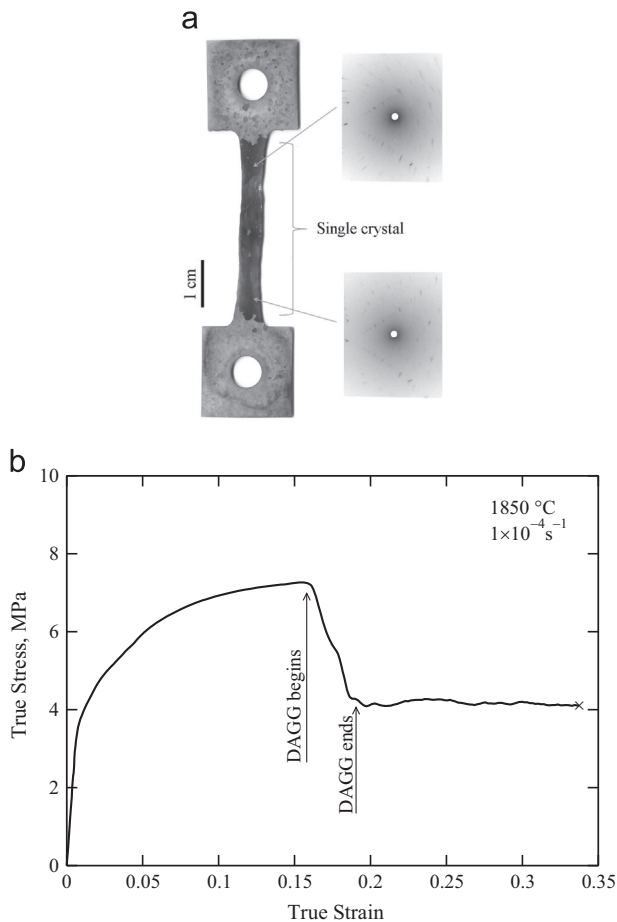 a
Single crystal
1 cm
b
10
8
6
4
2
0
True Stress, MPa
1850 °C
1×10⁻⁴s⁻¹
DAGG begins
DAGG ends
0 0.05 0.1 0.15 0.2 0.25 0.3 0.35
True Strain